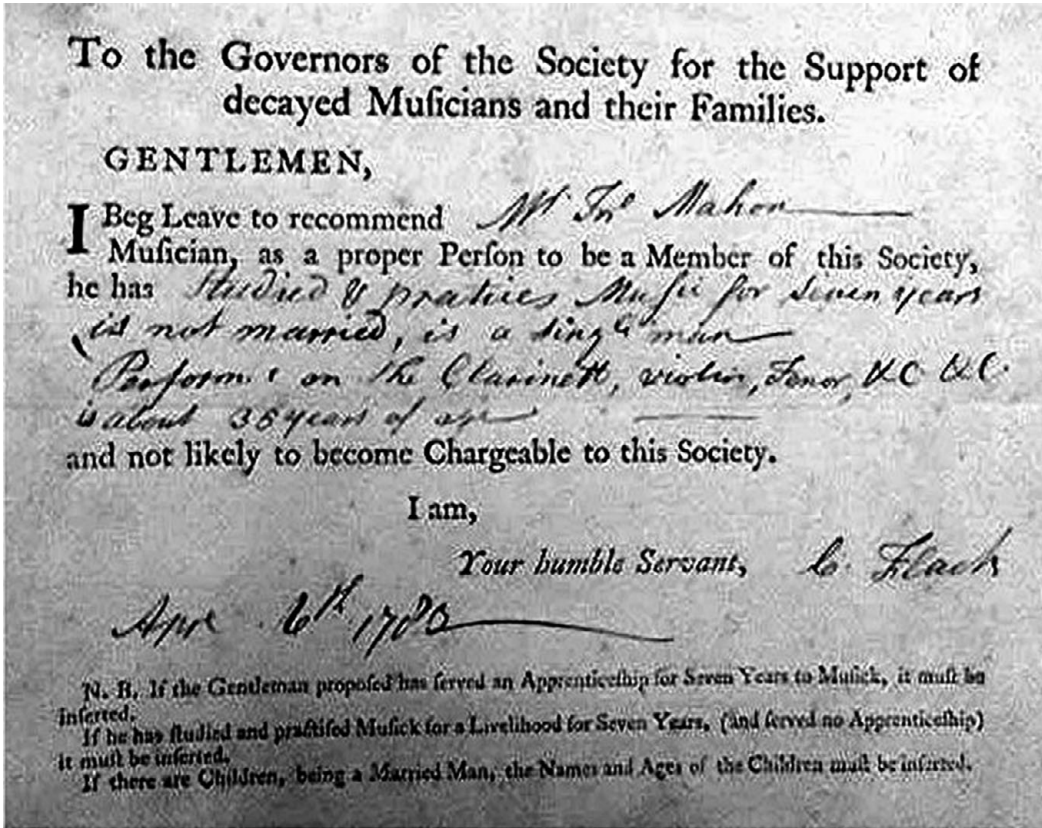 To the Governors of the Society for the Support of
decayed Muſicians and their Families.
GENTLEMEN,
I Beg Leave to recommend Mr Jno Mahon
Muſician, as a proper Perſon to be a Member of this Society,
he has Studied & pratices Muſic for Seven years
is not married, is a Single man
Performs on the Clarinett, violin, Tenor, &C &C.
is about years of age
and not likely to become Chargeable to this Society.
I am,
Your humble Servant, C. Flack
6th
N. B. If the Gentleman propoſed has ſerved an Apprenticeſhip for Seven Years to Muſick, it muſt be
inſerted.
If he has ſtudied and practiſed Muſick for a Livelihood for Seven Years, (and ſerved no Apprenticeſhip)
it muſt be inſerted.
If there are Children, being a Married Man, the Names and Ages of the Children muſt be inſerted.